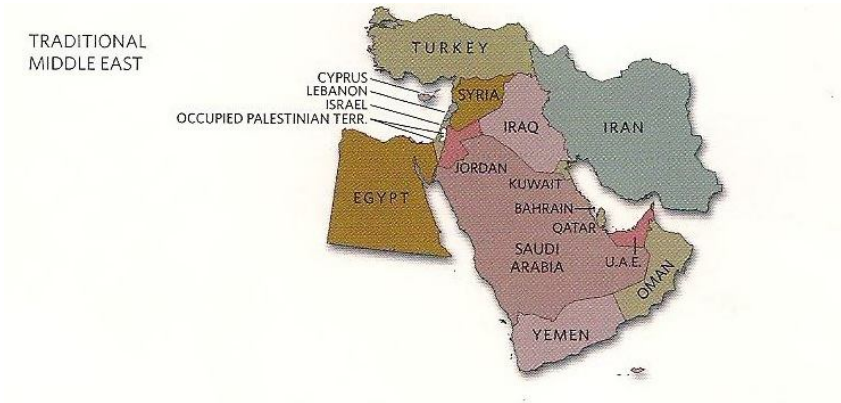 TRADITIONAL
MIDDLE EAST
TURKEY
CYPRUS
LEBANON
ISRAEL
OCCUPIED PALESTINIAN TERR.
SYRIA
IRAQ
IRAN
JORDAN
KUWAIT
EGYPT
BAHRAIN
QATAR
SAUDI
ARABIA
U.A.E.
OMAN
YEMEN